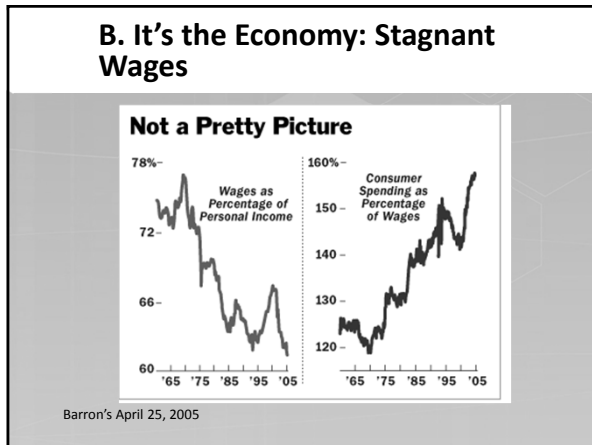 B. It's the Economy: Stagnant
Wages
Not a Pretty Picture
78%
72
66
60
'65 '75 '85 '95 '05
Wages as
Percentage of
Personal Income
160%
150
140
130
120
'65 '75 '85 '95 '05
Consumer
Spending as
Percentage
of Wages
Barron's April 25, 2005